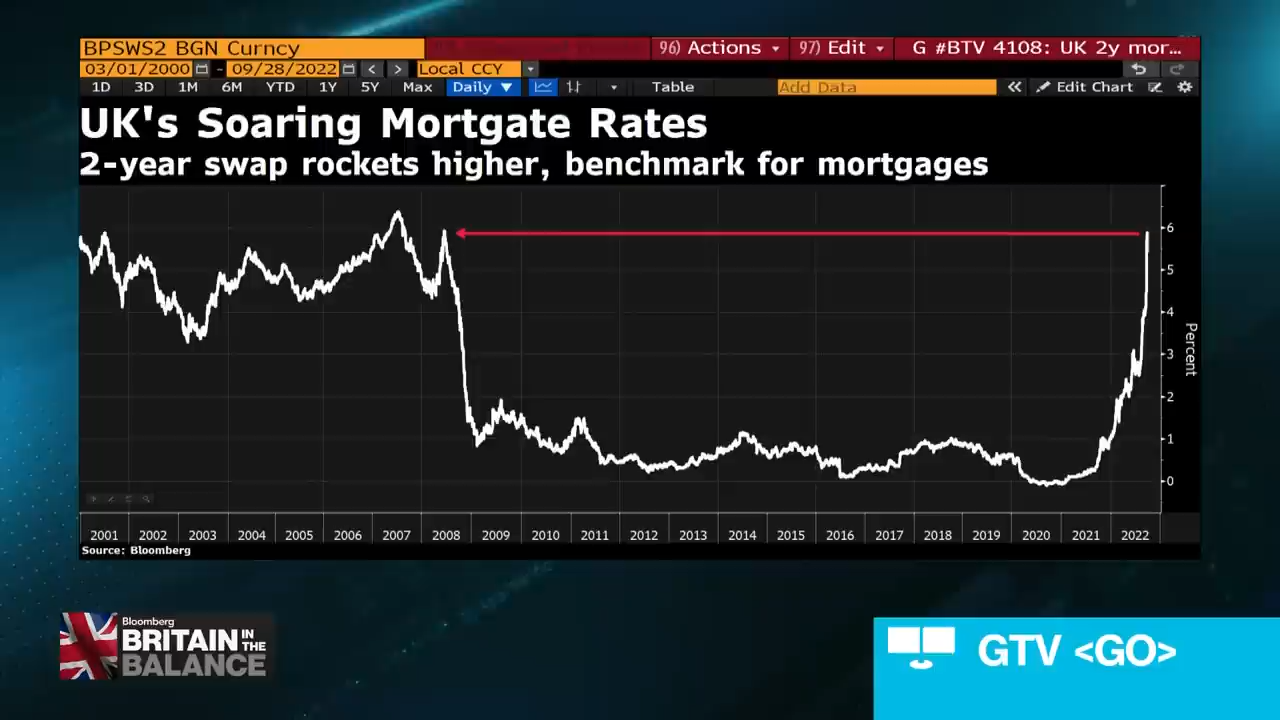 BPSWS2 BGN Curncy 96) Actions 97) Edit G #BTV 4108: UK 2y mor...
03/01/2000 - 09/28/2022 < > Local CCY
1D 3D 1M 6M YTD 1Y 5Y Max Daily ▼ Table Add Data « Edit Chart
UK's Soaring Mortgate Rates
2-year swap rockets higher, benchmark for mortgages
6
5
4
3
2
1
0
Percent
2001 2002 2003 2004 2005 2006 2007 2008 2009 2010 2011 2012 2013 2014 2015 2016 2017 2018 2019 2020 2021 2022
Source: Bloomberg
Bloomberg
BRITAIN IN THE
BALANCE
GTV <GO>